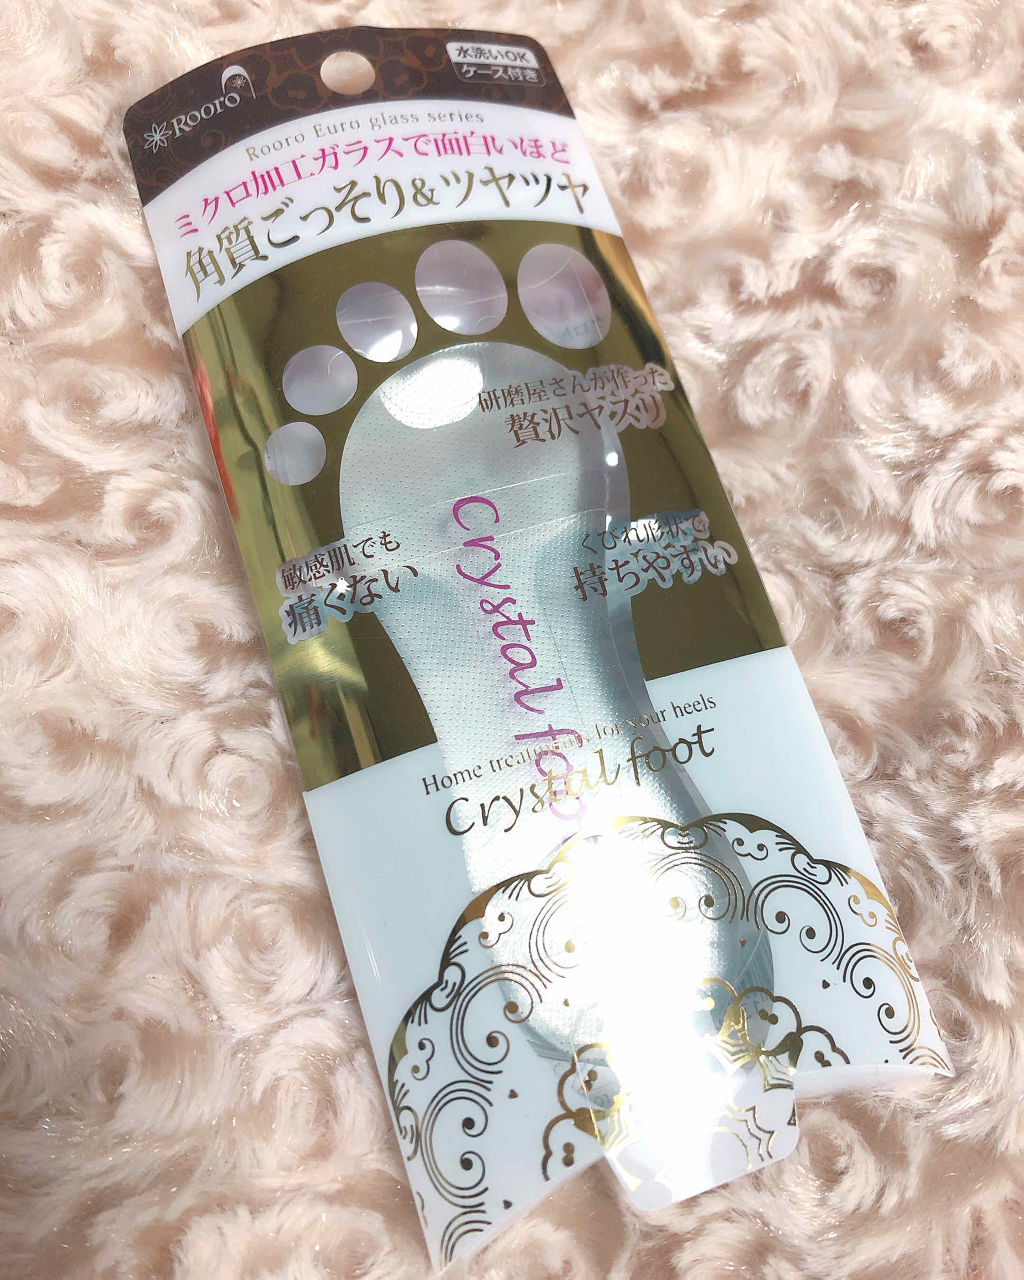 水洗いOK
ケース付き
Rooro
Rooro Euro glass series
ミクロ加工ガラスで面白いほど
角質ごっそり&ツヤツヤ
研磨屋さんが作った
贅沢ヤスリ
敏感肌でも
痛くない
くびれ形状で
持ちやすい
Crystal foot
Home treatments for your heels
Crystal foot